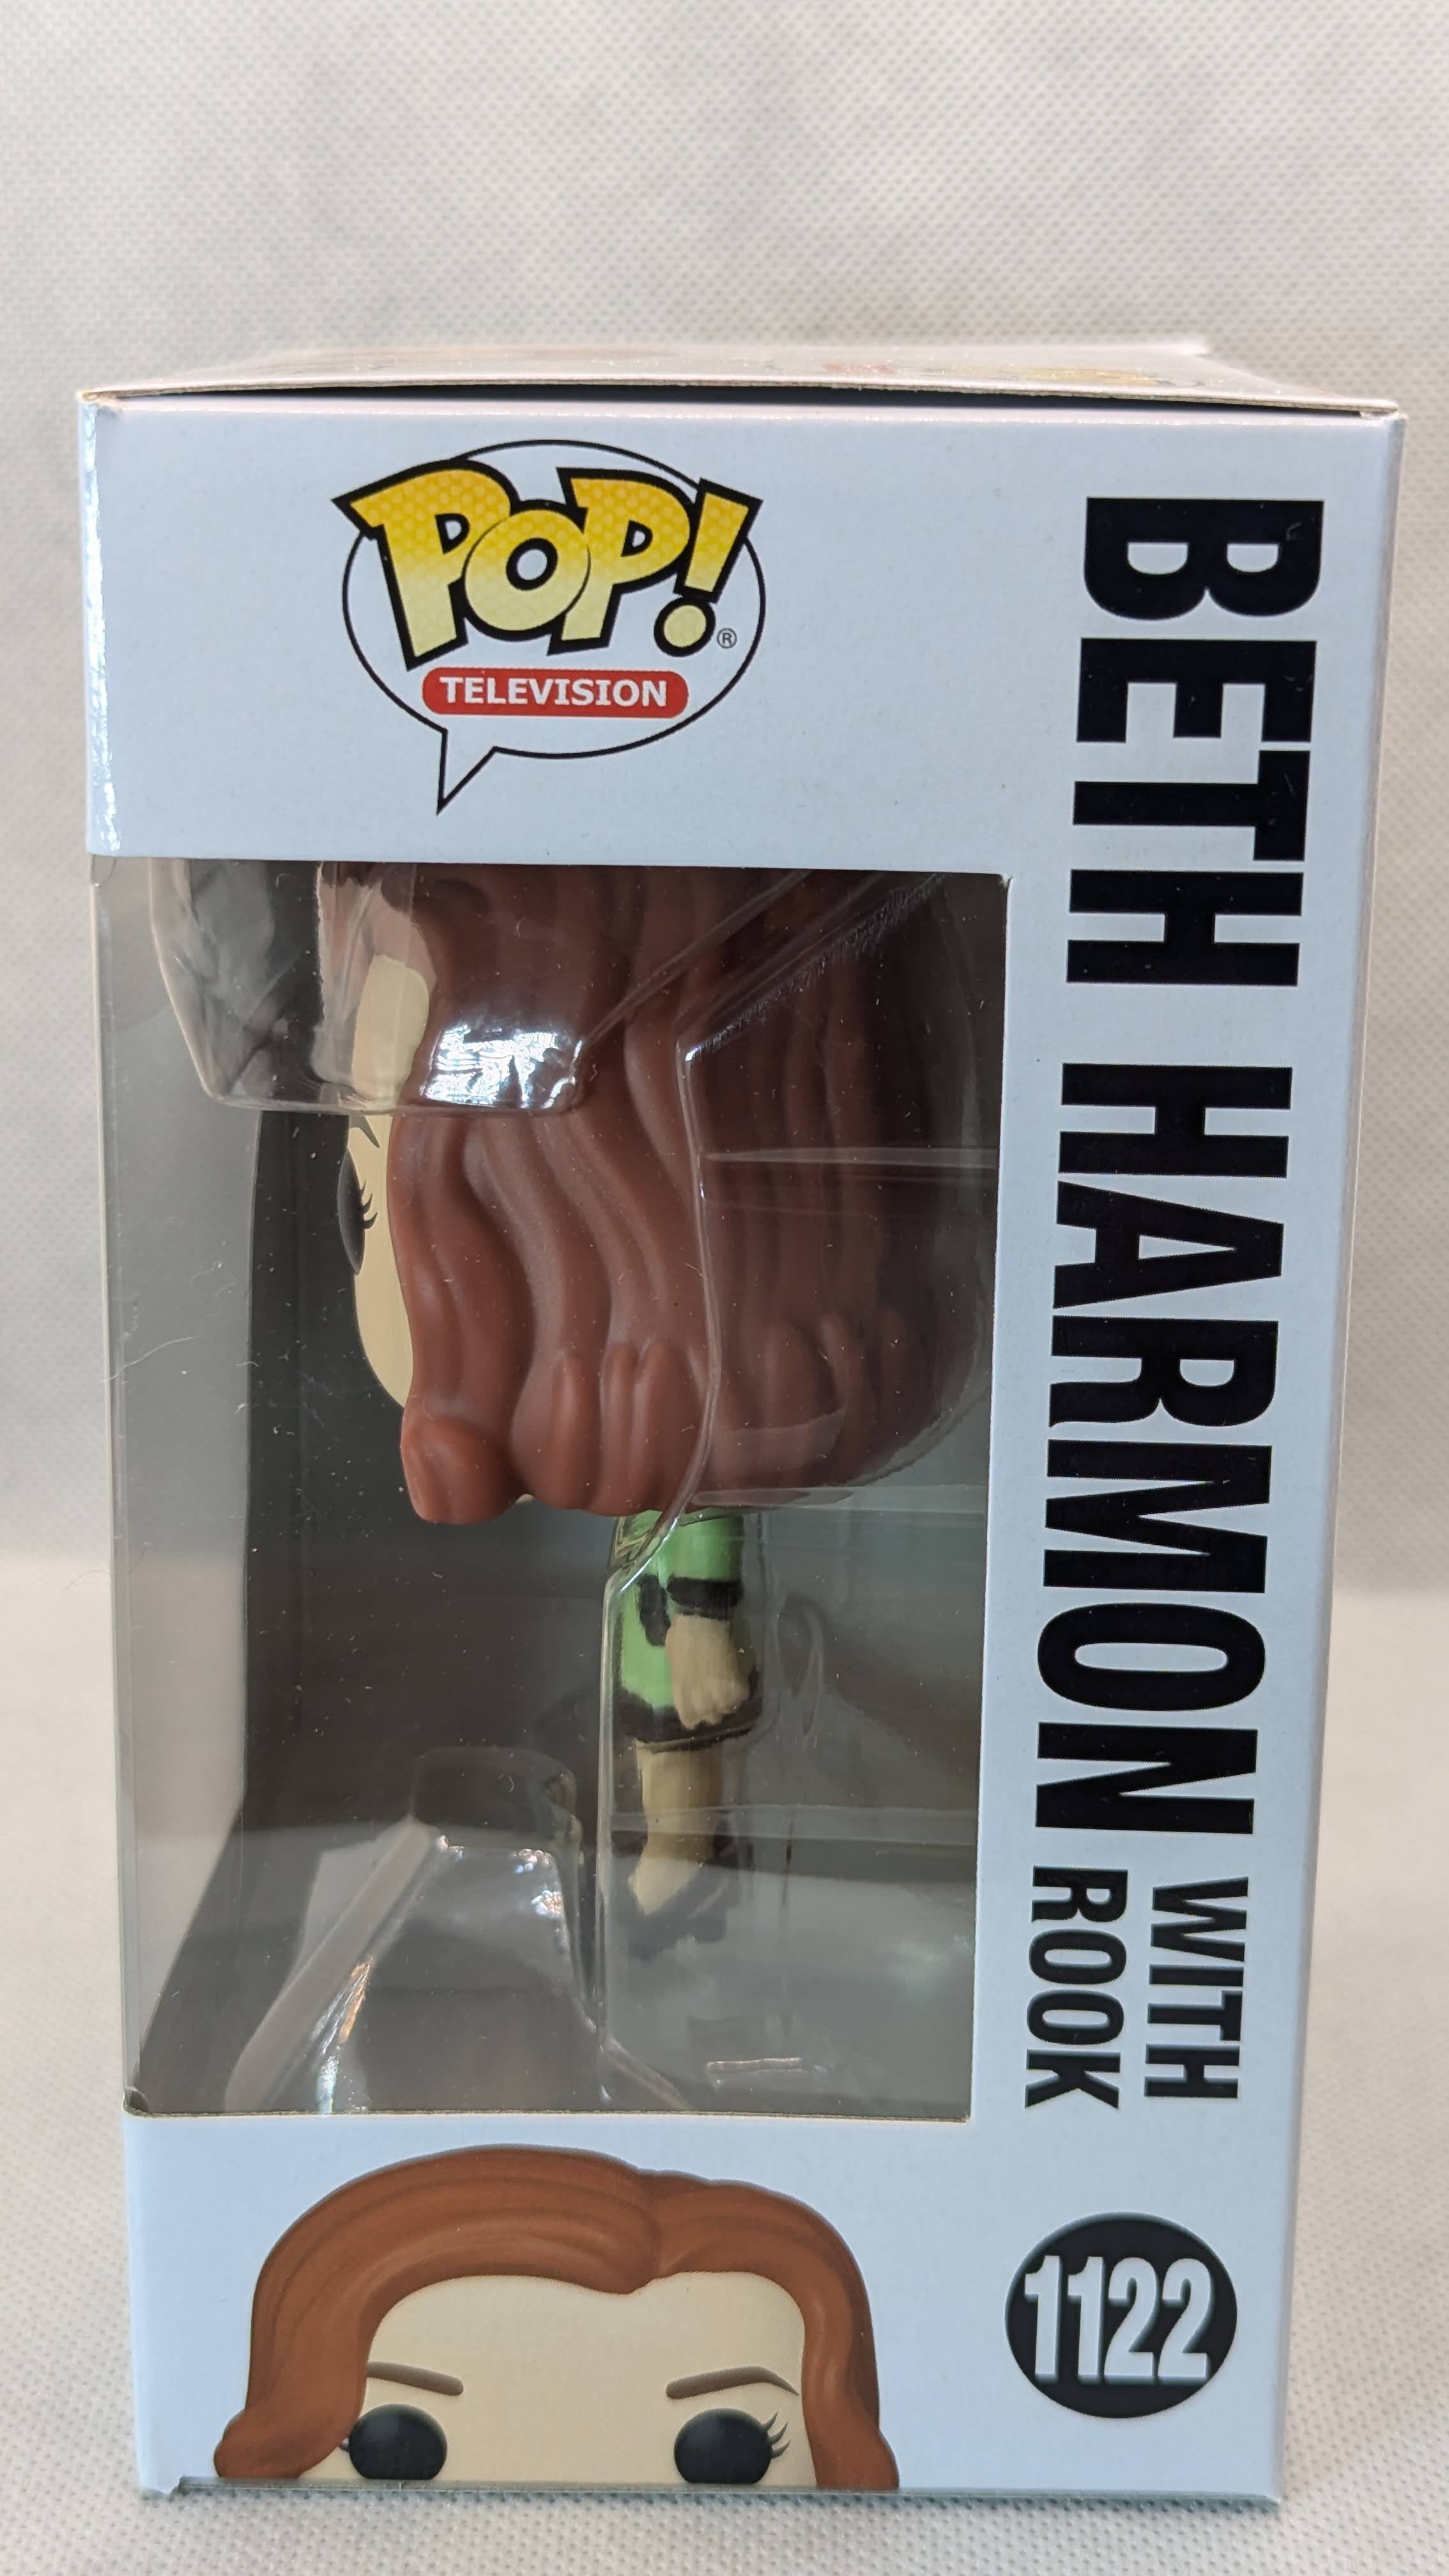 POP! ®
TELEVISION
BETH HARMON WITH
ROOK
1122